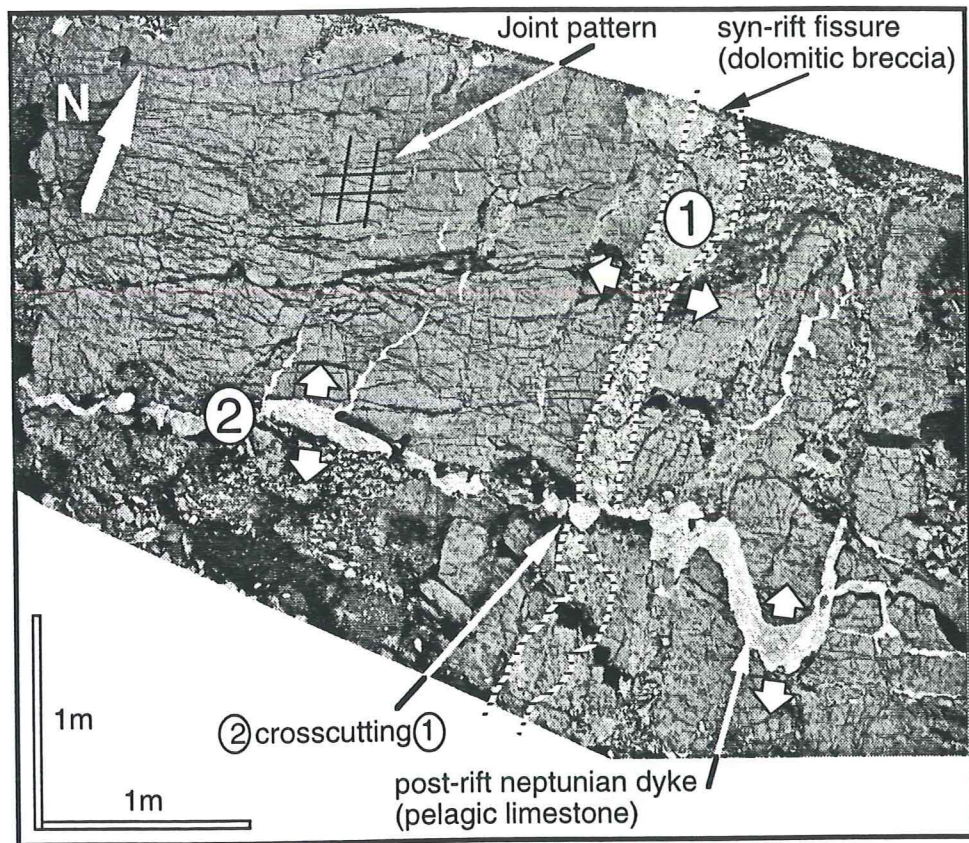 Joint pattern
syn-rift fissure
(dolomitic breccia)
N
1
2
② crosscutting ①
1m
1m
post-rift neptunian dyke
(pelagic limestone)